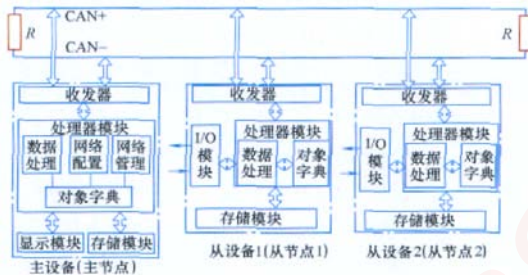 CAN+
R
CAN−
R
收发器
处理器模块
数据处理
网络配置
网络管理
对象字典
显示模块
存储模块
主设备(主节点)
收发器
I/O模块
处理器模块
数据处理
对象字典
存储模块
从设备1(从节点1)
收发器
I/O模块
处理器模块
数据处理
对象字典
存储模块
从设备2(从节点2)